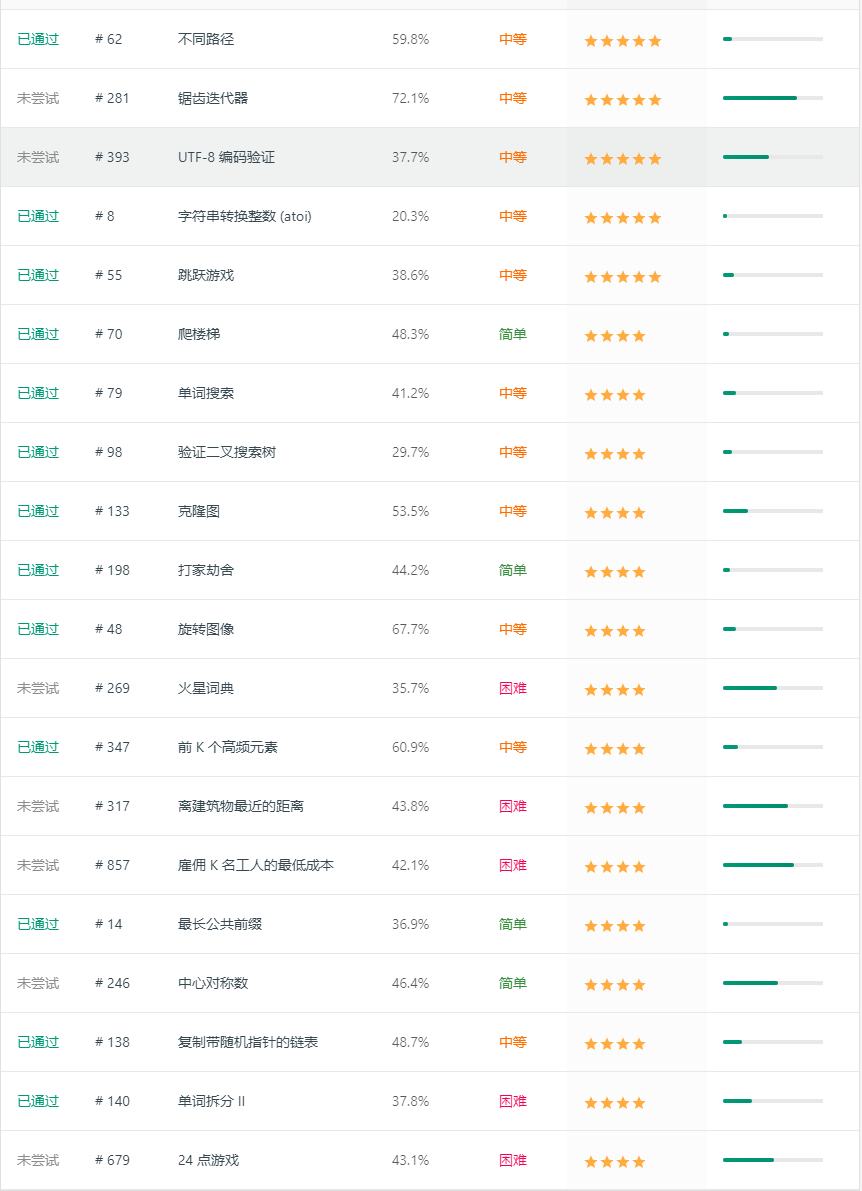 已通过 # 62 不同路径 59.8% 中等 ★★★★★
未尝试 # 281 锯齿迭代器 72.1% 中等 ★★★★★
未尝试 # 393 UTF-8 编码验证 37.7% 中等 ★★★★★
已通过 # 8 字符串转换整数 (atoi) 20.3% 中等 ★★★★★
已通过 # 55 跳跃游戏 38.6% 中等 ★★★★★
已通过 # 70 爬楼梯 48.3% 简单 ★★★★
已通过 # 79 单词搜索 41.2% 中等 ★★★★
已通过 # 98 验证二叉搜索树 29.7% 中等 ★★★★
已通过 # 133 克隆图 53.5% 中等 ★★★★
已通过 # 198 打家劫舍 44.2% 简单 ★★★★
已通过 # 48 旋转图像 67.7% 中等 ★★★★
未尝试 # 269 火星词典 35.7% 困难 ★★★★
已通过 # 347 前 K 个高频元素 60.9% 中等 ★★★★
未尝试 # 317 离建筑物最近的距离 43.8% 困难 ★★★★
未尝试 # 857 雇佣 K 名工人的最低成本 42.1% 困难 ★★★★
已通过 # 14 最长公共前缀 36.9% 简单 ★★★★
未尝试 # 246 中心对称数 46.4% 简单 ★★★★
已通过 # 138 复制带随机指针的链表 48.7% 中等 ★★★★
已通过 # 140 单词拆分 II 37.8% 困难 ★★★★
未尝试 # 679 24 点游戏 43.1% 困难 ★★★★